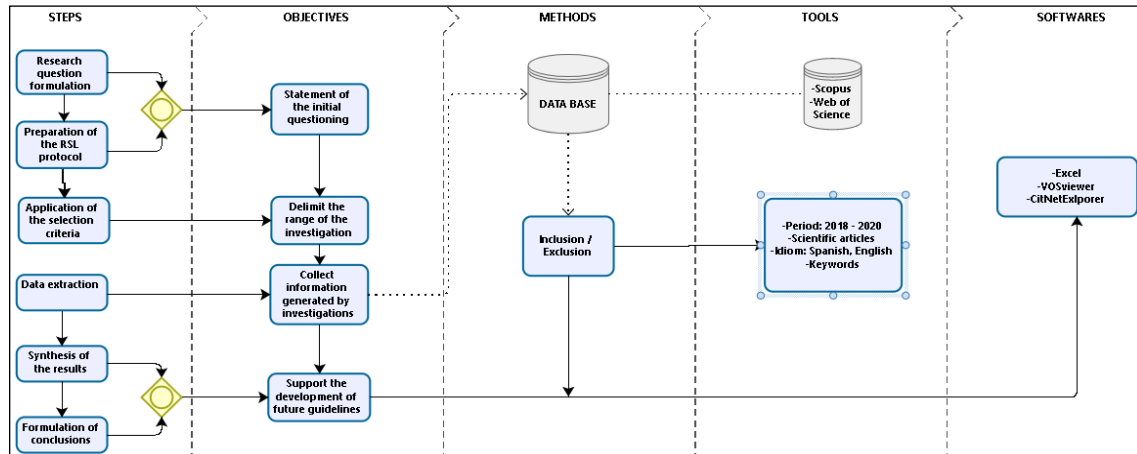 STEPS
OBJECTIVES
METHODS
TOOLS
SOFTWARES
Research
question
formulation
Preparation of
the RSL
protocol
Application of
the selection
criteria
Data extraction
Synthesis of
the results
Formulation of
conclusions
Statement of
the initial
questioning
Delimit the
range of the
investigation
Collect
information
generated by
investigations
Support the
development of
future guidelines
DATA BASE
Inclusion /
Exclusion
-Scopus
-Web of
Science
-Period: 2018 - 2020
-Scientific articles
-Idiom: Spanish, English
-Keywords
-Excel
-VOSviewer
-CitNetExlporer